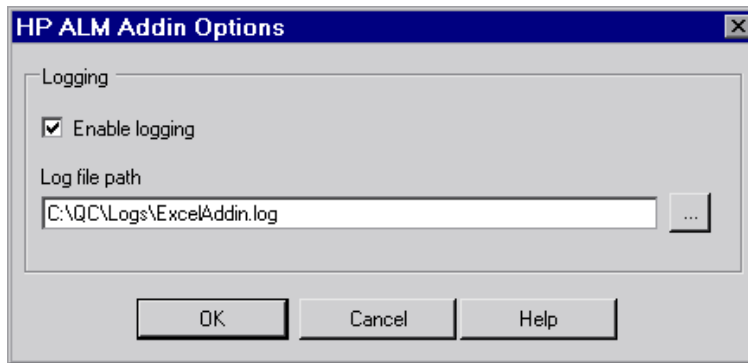 HP ALM Addin Options
Logging
Enable logging
Log file path
C:\QC\Logs\ExcelAddin.log
...
OK Cancel Help